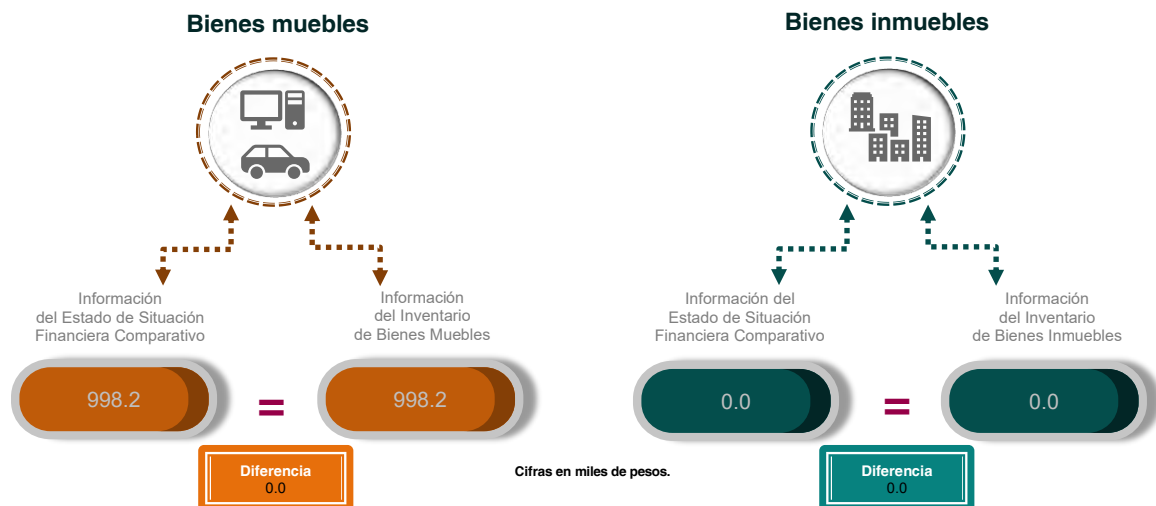 Bienes muebles
Información
del Estado de Situación
Financiera Comparativo
Información
del Inventario
de Bienes Muebles
998.2
=
998.2
Diferencia
0.0
Cifras en miles de pesos.
Bienes inmuebles
Información del
Estado de Situación
Financiera Comparativo
Información
del Inventario
de Bienes Inmuebles
0.0
=
0.0
Diferencia
0.0